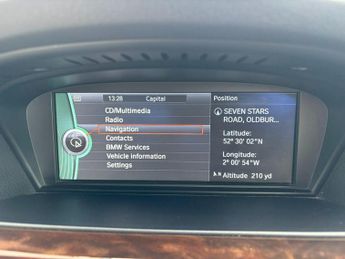 13:28 Capital
CD/Multimedia
Radio
Navigation
Contacts
BMW Services
Vehicle information
Settings
Position
SEVEN STARS
ROAD, OLDBUR...
Latitude:
52° 30' 02"N
Longitude:
2° 00' 54"W
Altitude 210 yd